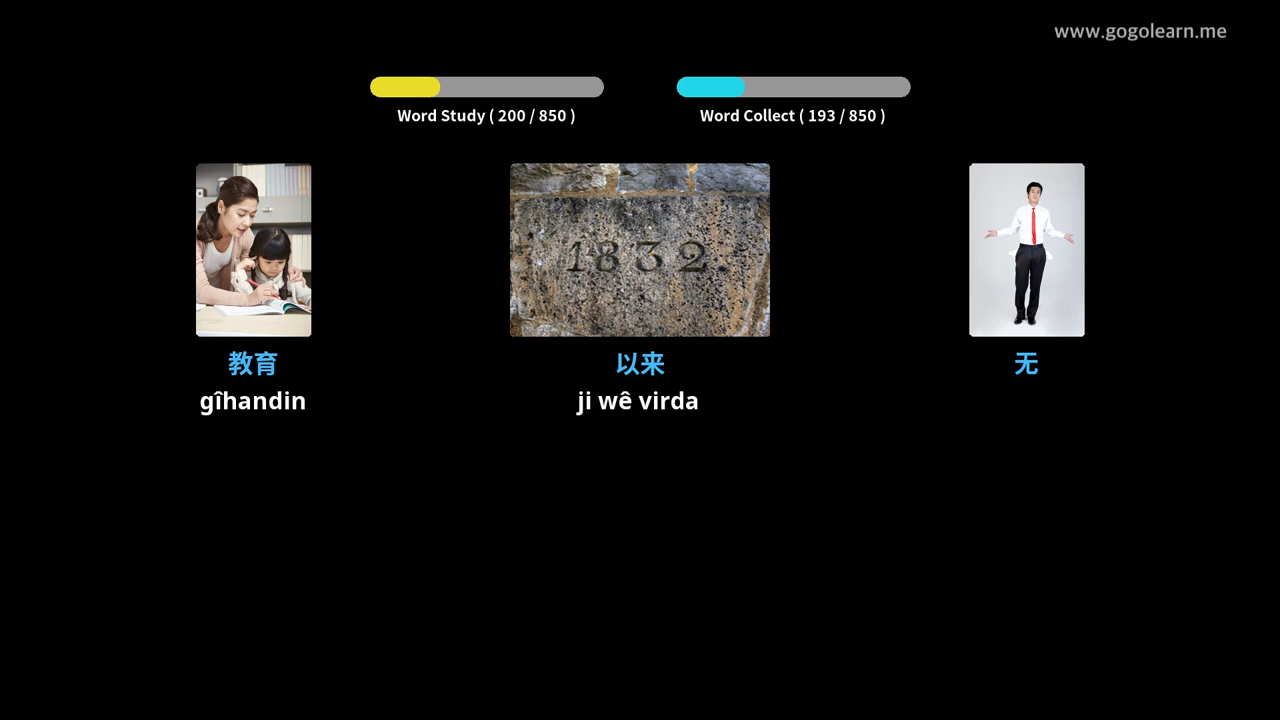 www.gogolearn.me
Word Study ( 200 / 850 )
Word Collect ( 193 / 850 )
1832.
教育
以来
无
gîhandin
ji wê virda